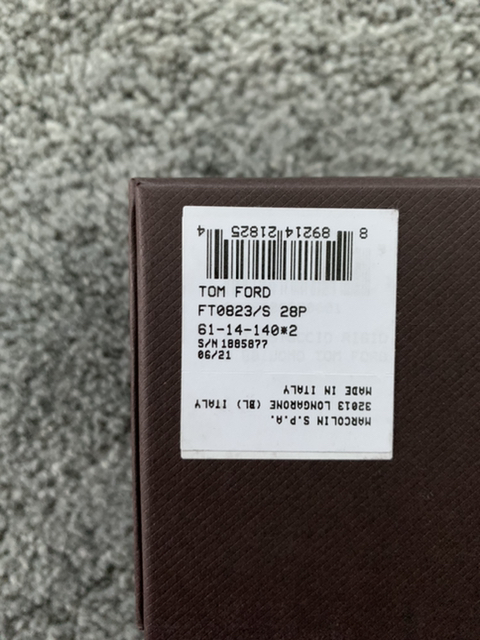 8 89214 21825 4
TOM FORD
FT0823/S 28P
61-14-140*2
S/N 1885877
06/21
MARCOLIN S.P.A.
32013 LONGARONE (BL) ITALY
MADE IN ITALY